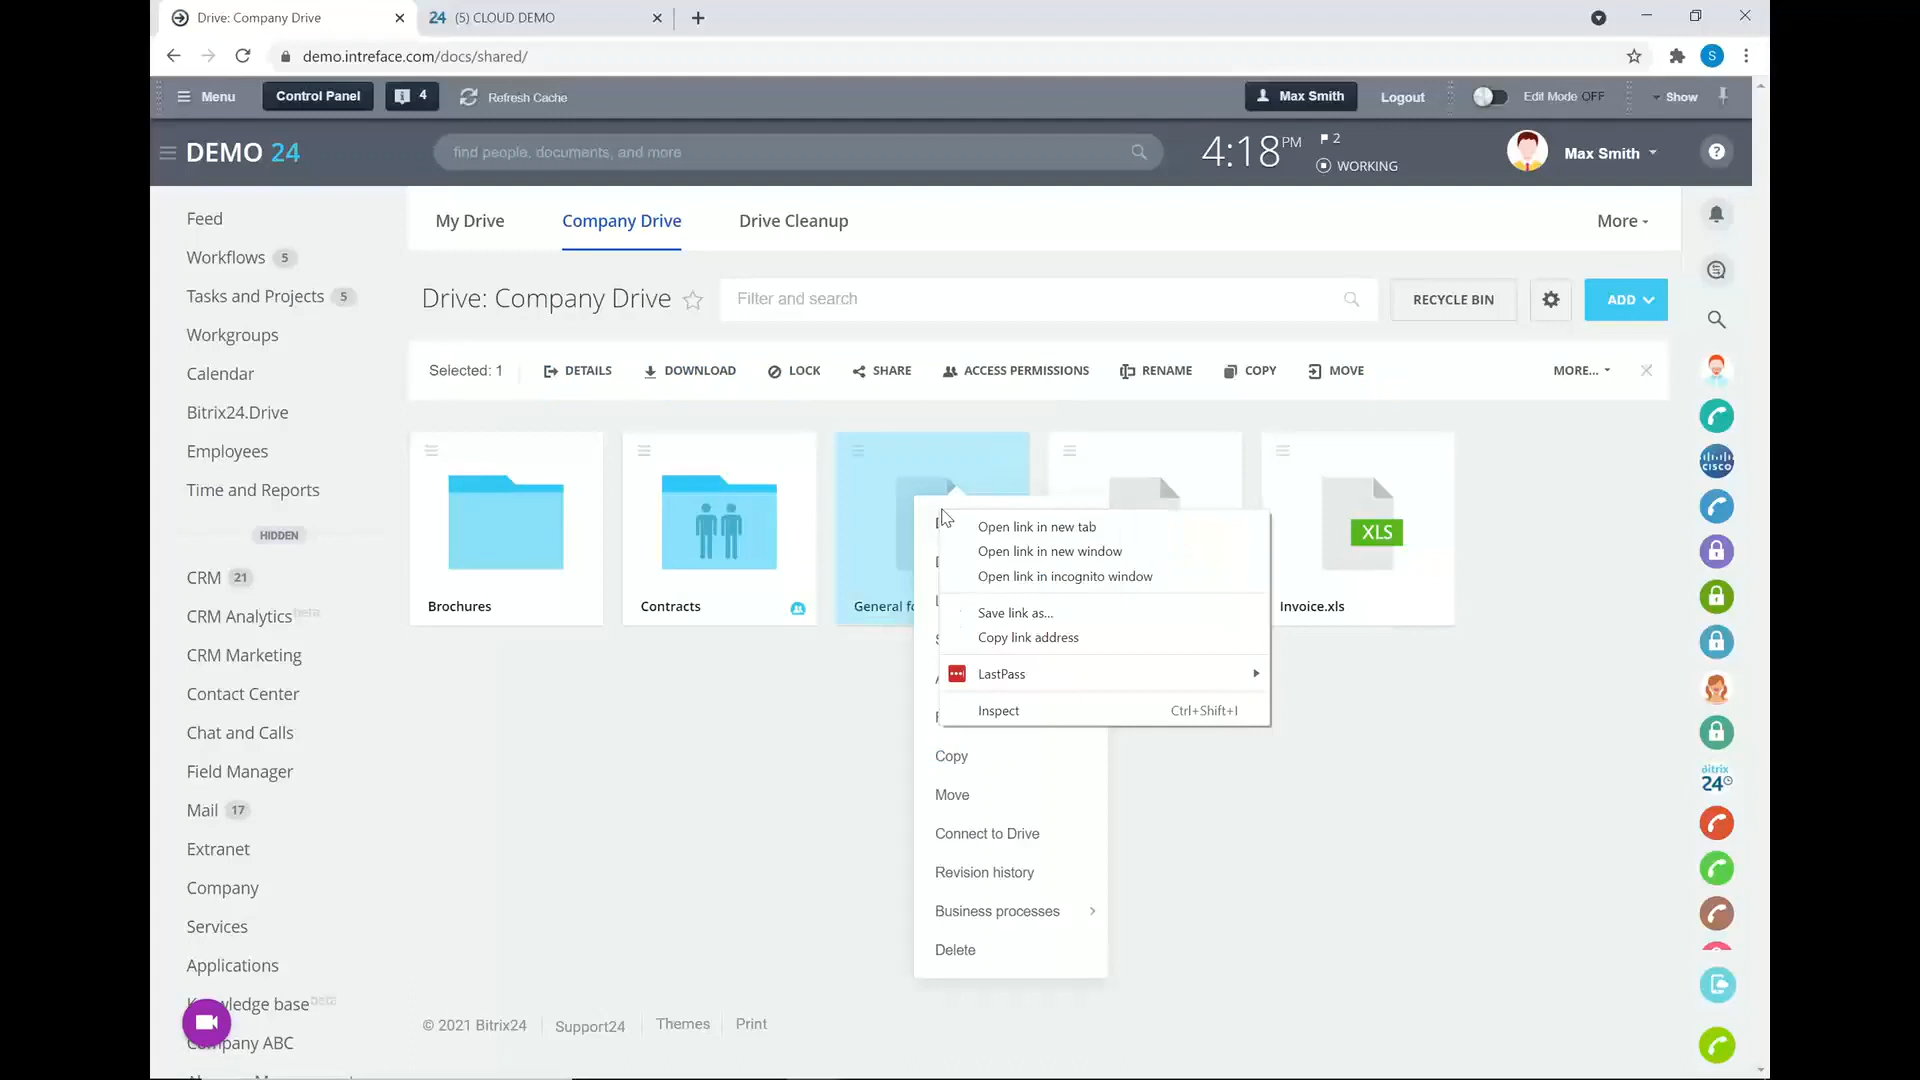 Drive: Company Drive
24 (5) CLOUD DEMO
demo.intreface.com/docs/shared/
S
Menu
Control Panel
4
Refresh Cache
Max Smith
Logout
Edit Mode OFF
Show
DEMO 24
find people, documents, and more
4:18 PM
2
WORKING
Max Smith
?
Feed
Workflows 5
Tasks and Projects 5
Workgroups
Calendar
Bitrix24.Drive
Employees
Time and Reports
HIDDEN
CRM 21
CRM Analytics beta
CRM Marketing
Contact Center
Chat and Calls
Field Manager
Mail 17
Extranet
Company
Services
Applications
beta
Company ABC
My Drive
Company Drive
Drive Cleanup
More
Drive: Company Drive
Filter and search
RECYCLE BIN
ADD
Selected: 1
DETAILS
DOWNLOAD
LOCK
SHARE
ACCESS PERMISSIONS
RENAME
COPY
MOVE
MORE...
Brochures
Contracts
General
XLS
Invoice.xls
Open link in new tab
Open link in new window
Open link in incognito window
Save link as...
Copy link address
LastPass
Inspect Ctrl+Shift+I
Copy
Move
Connect to Drive
Revision history
Business processes
Delete
CISCO
Bitrix
24
© 2021 Bitrix24
Support24
Themes
Print